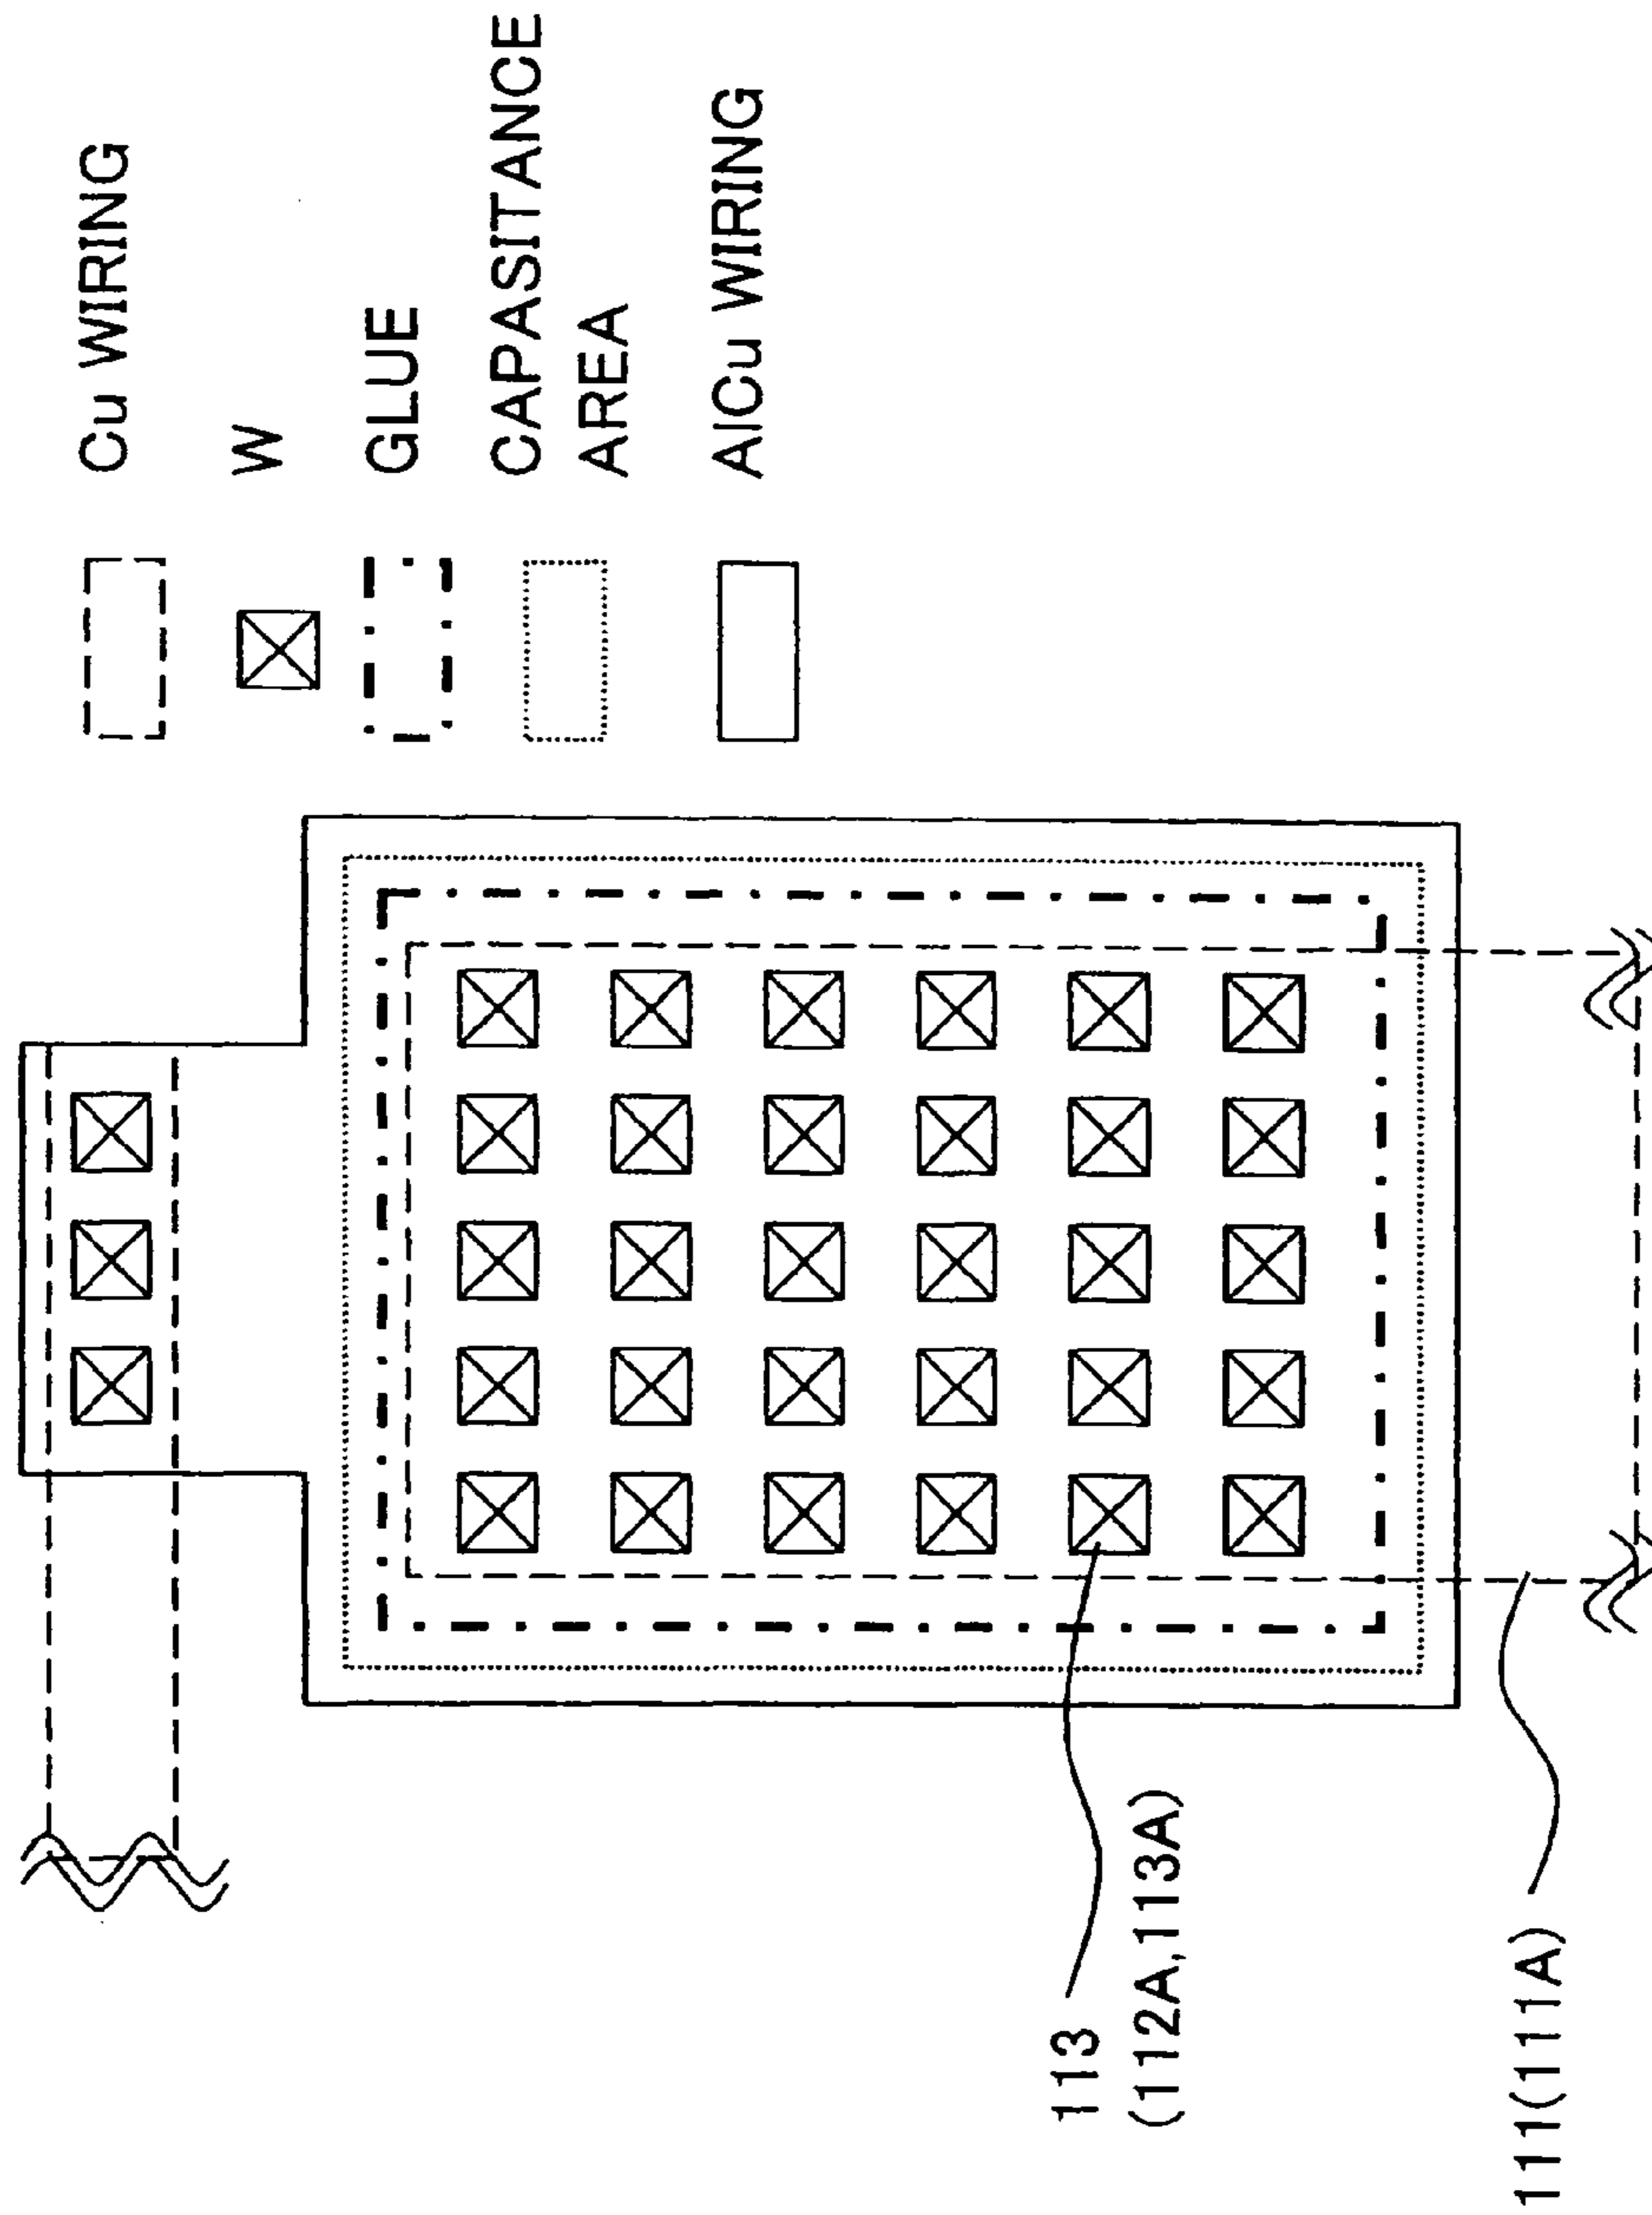 Cu WIRING
W
GLUE
CAPASITANCE
AREA
AlCu WIRING
113
(112A,113A)
111(111A)